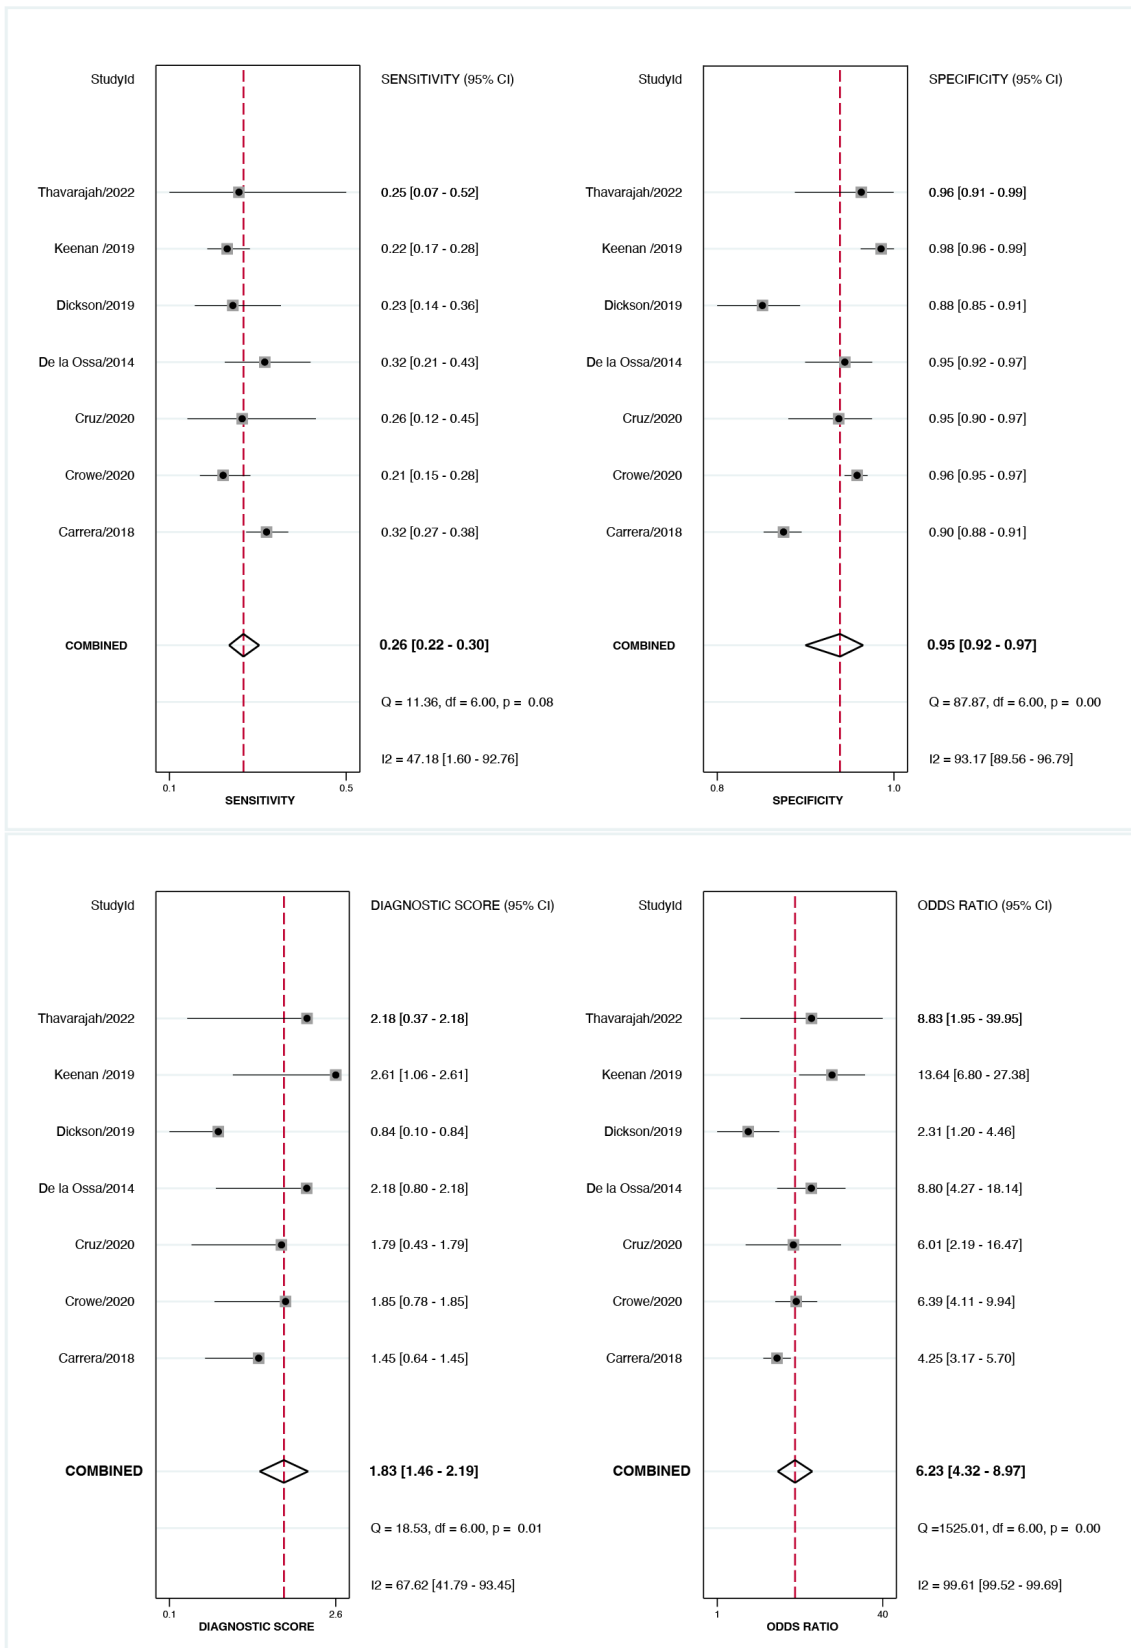 StudyId SENSITIVITY (95% CI)
Thavarajah/2022 0.25 [0.07 - 0.52]
Keenan /2019 0.22 [0.17 - 0.28]
Dickson/2019 0.23 [0.14 - 0.36]
De la Ossa/2014 0.32 [0.21 - 0.43]
Cruz/2020 0.26 [0.12 - 0.45]
Crowe/2020 0.21 [0.15 - 0.28]
Carrera/2018 0.32 [0.27 - 0.38]
COMBINED 0.26 [0.22 - 0.30]
Q = 11.36, df = 6.00, p = 0.08
I2 = 47.18 [1.60 - 92.76]
0.1 0.5
SENSITIVITY
StudyId SPECIFICITY (95% CI)
Thavarajah/2022 0.96 [0.91 - 0.99]
Keenan /2019 0.98 [0.96 - 0.99]
Dickson/2019 0.88 [0.85 - 0.91]
De la Ossa/2014 0.95 [0.92 - 0.97]
Cruz/2020 0.95 [0.90 - 0.97]
Crowe/2020 0.96 [0.95 - 0.97]
Carrera/2018 0.90 [0.88 - 0.91]
COMBINED 0.95 [0.92 - 0.97]
Q = 87.87, df = 6.00, p = 0.00
I2 = 93.17 [89.56 - 96.79]
0.8 1.0
SPECIFICITY
StudyId DIAGNOSTIC SCORE (95% CI)
Thavarajah/2022 2.18 [0.37 - 2.18]
Keenan /2019 2.61 [1.06 - 2.61]
Dickson/2019 0.84 [0.10 - 0.84]
De la Ossa/2014 2.18 [0.80 - 2.18]
Cruz/2020 1.79 [0.43 - 1.79]
Crowe/2020 1.85 [0.78 - 1.85]
Carrera/2018 1.45 [0.64 - 1.45]
COMBINED 1.83 [1.46 - 2.19]
Q = 18.53, df = 6.00, p = 0.01
I2 = 67.62 [41.79 - 93.45]
0.1 2.6
DIAGNOSTIC SCORE
StudyId ODDS RATIO (95% CI)
Thavarajah/2022 8.83 [1.95 - 39.95]
Keenan /2019 13.64 [6.80 - 27.38]
Dickson/2019 2.31 [1.20 - 4.46]
De la Ossa/2014 8.80 [4.27 - 18.14]
Cruz/2020 6.01 [2.19 - 16.47]
Crowe/2020 6.39 [4.11 - 9.94]
Carrera/2018 4.25 [3.17 - 5.70]
COMBINED 6.23 [4.32 - 8.97]
Q =1525.01, df = 6.00, p = 0.00
I2 = 99.61 [99.52 - 99.69]
1 40
ODDS RATIO